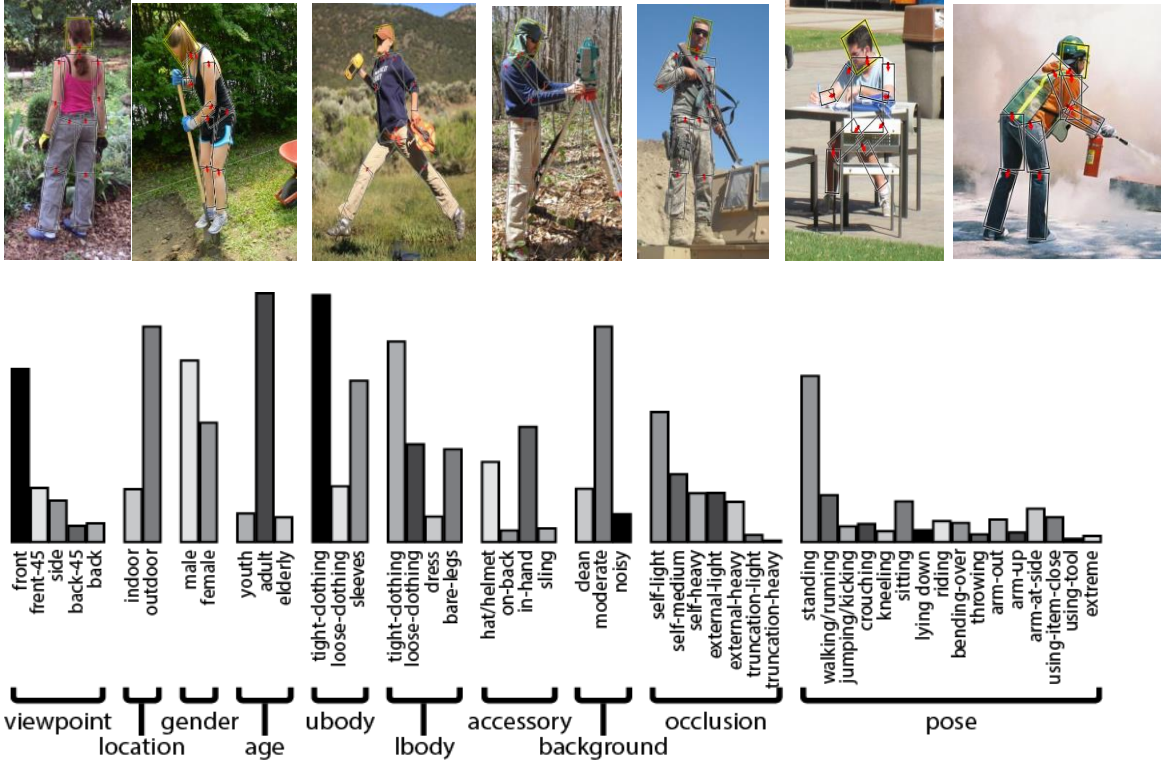 front
frent-45
side
back-45
back
indoor
outdoor
male
female
youth
adult
elderly
tight-dothing
loose-dothing
sleeves
tight-dothing
loose-dothing
dress
bare-legs
hat/helmet
on-back
in-hand
sling
dean
moderate
noisy
self-light
self-medium
self-heavy
external-light
external-heavy
truncation-light
truncation-heavy
standing
walking/running
jumping/kicking
crouching
kneeling
sitting
lying down
riding
bending-over
throwing
arm-out
arm-up
arm-at-side
using-item-close
using-tool
extreme
viewpoint
location
gender
age
ubody
lbody
accessory
background
occlusion
pose